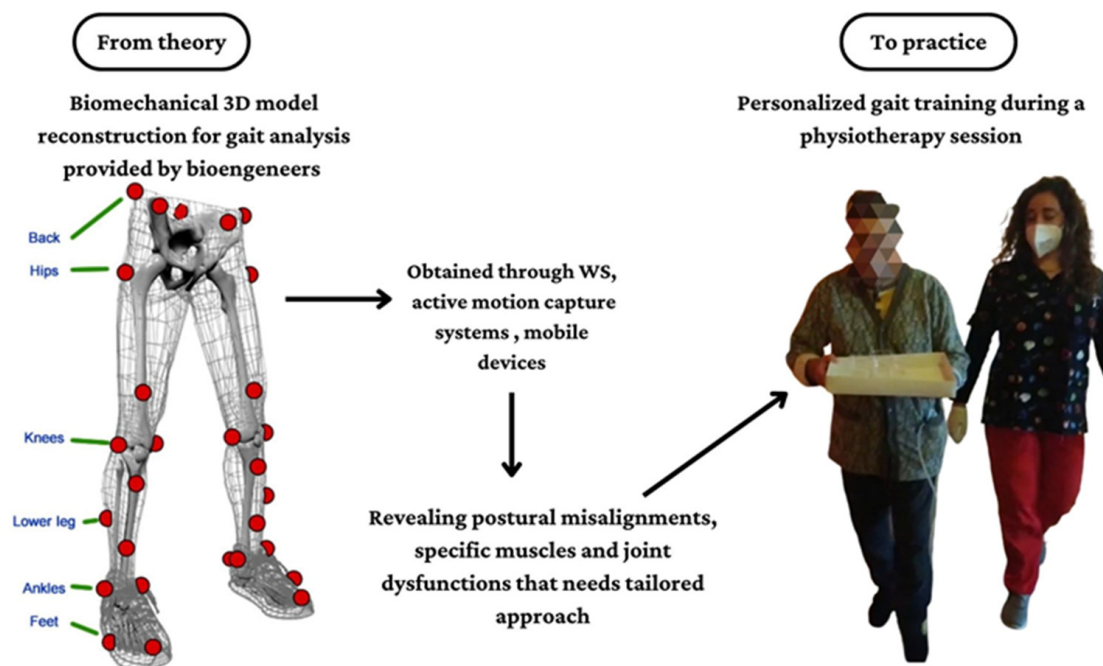 From theory
Biomechanical 3D model
reconstruction for gait analysis
provided by bioengeneers
Back
Hips
Knees
Lower leg
Ankles
Feet
Obtained through WS,
active motion capture
systems , mobile
devices
Revealing postural misalignments,
specific muscles and joint
dysfunctions that needs tailored
approach
To practice
Personalized gait training during a
physiotherapy session